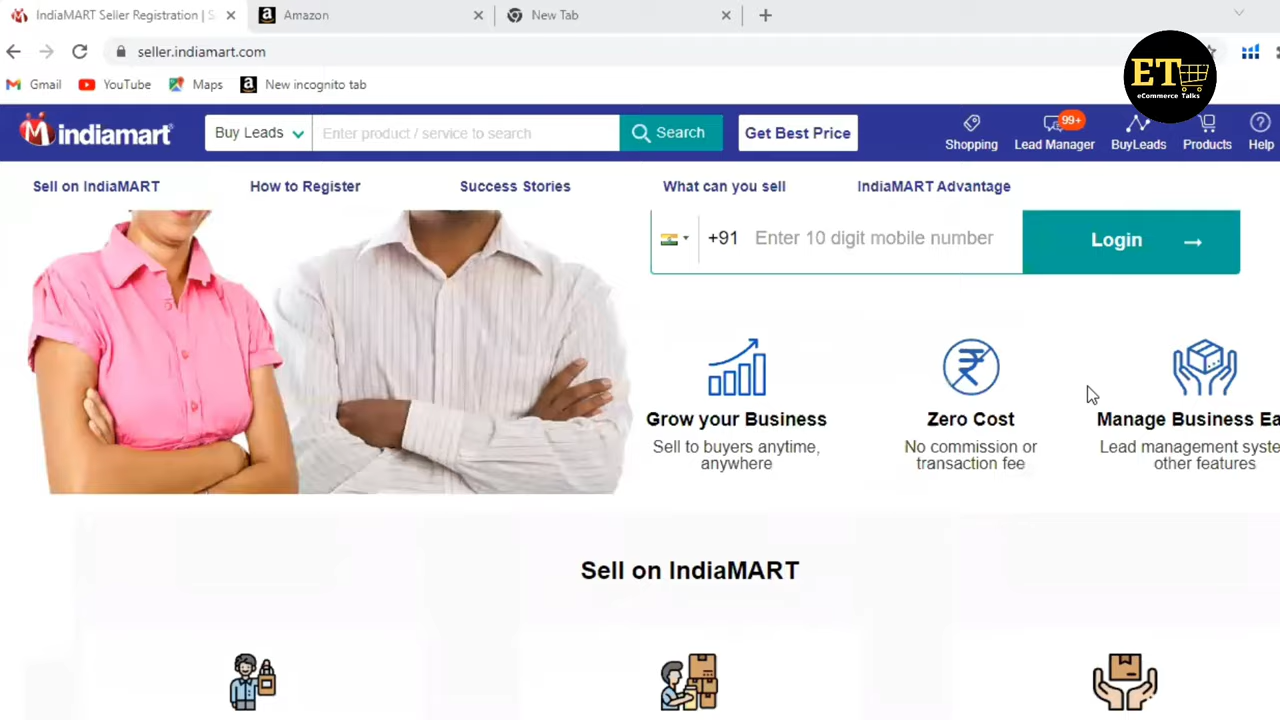 IndiaMART Seller Registration | S
Amazon
New Tab
seller.indiamart.com
Gmail
YouTube
Maps
New incognito tab
ET
eCommerce Talks
indiamart
Buy Leads
Enter product / service to search
Search
Get Best Price
99+
Shopping
Lead Manager
BuyLeads
Products
Help
Sell on IndiaMART
How to Register
Success Stories
What can you sell
IndiaMART Advantage
+91
Enter 10 digit mobile number
Login →
Grow your Business
Sell to buyers anytime,
anywhere
Zero Cost
No commission or
transaction fee
Manage Business Ea
Lead management syste
other features
Sell on IndiaMART